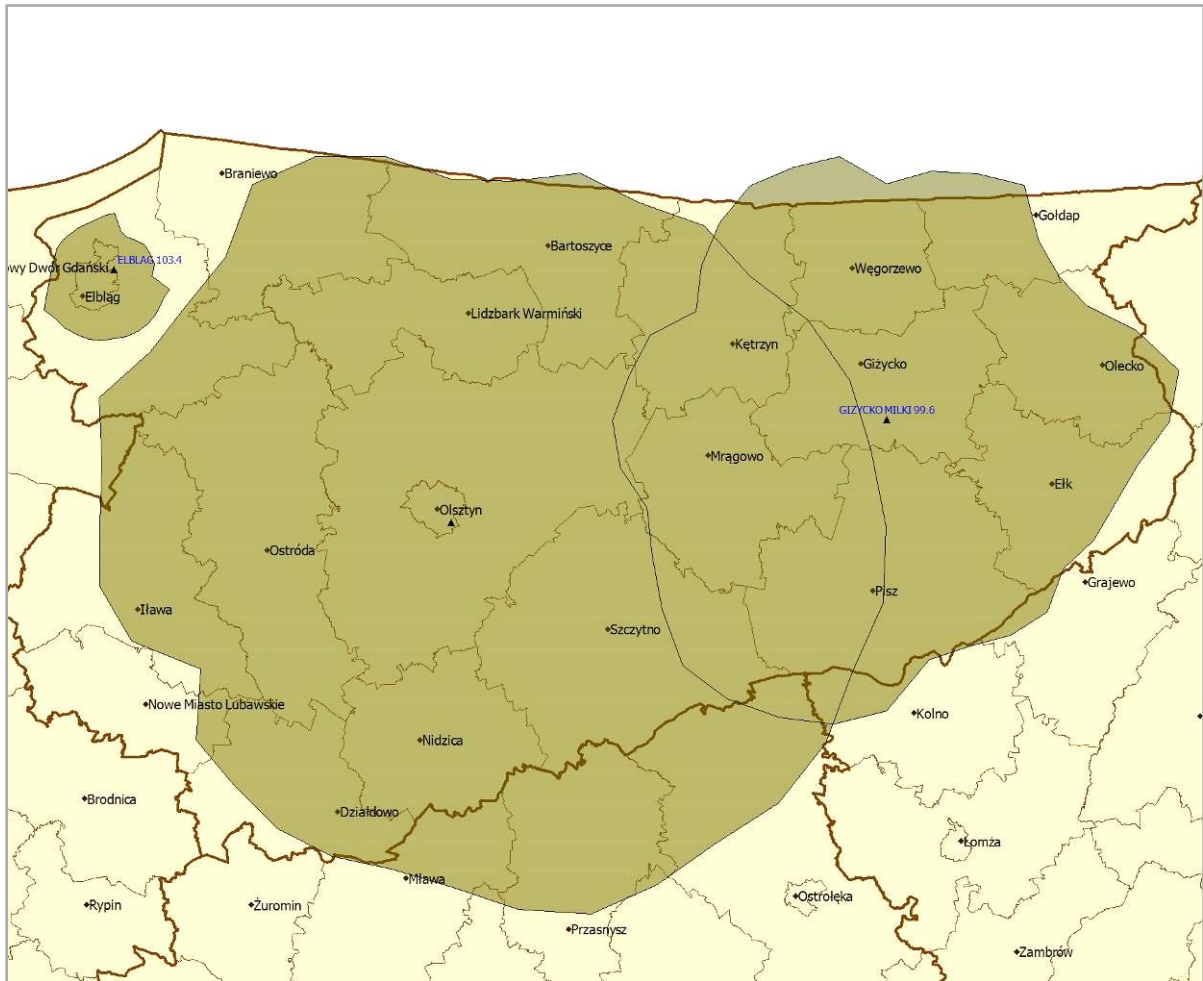 Braniewo
Gołdap
Bartoszyce
ELBLAG 103.4
owy Dwór Gdański
Węgorzewo
Elbląg
Lidzbark Warmiński
Kętrzyn
Giżycko
Olecko
GIZYCKO MILKI 99.6
Mrągowo
Ełk
Olsztyn
Ostróda
Grajewo
Pisz
Iława
Szczytno
Nowe Miasto Lubawskie
Kolno
Nidzica
Brodnica
Działdowo
Łomża
Mława
Ostrołęka
Rypin
Żuromin
Przasnysz
Zambrów